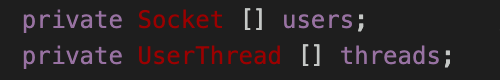 private Socket [] users;
private UserThread [] threads;